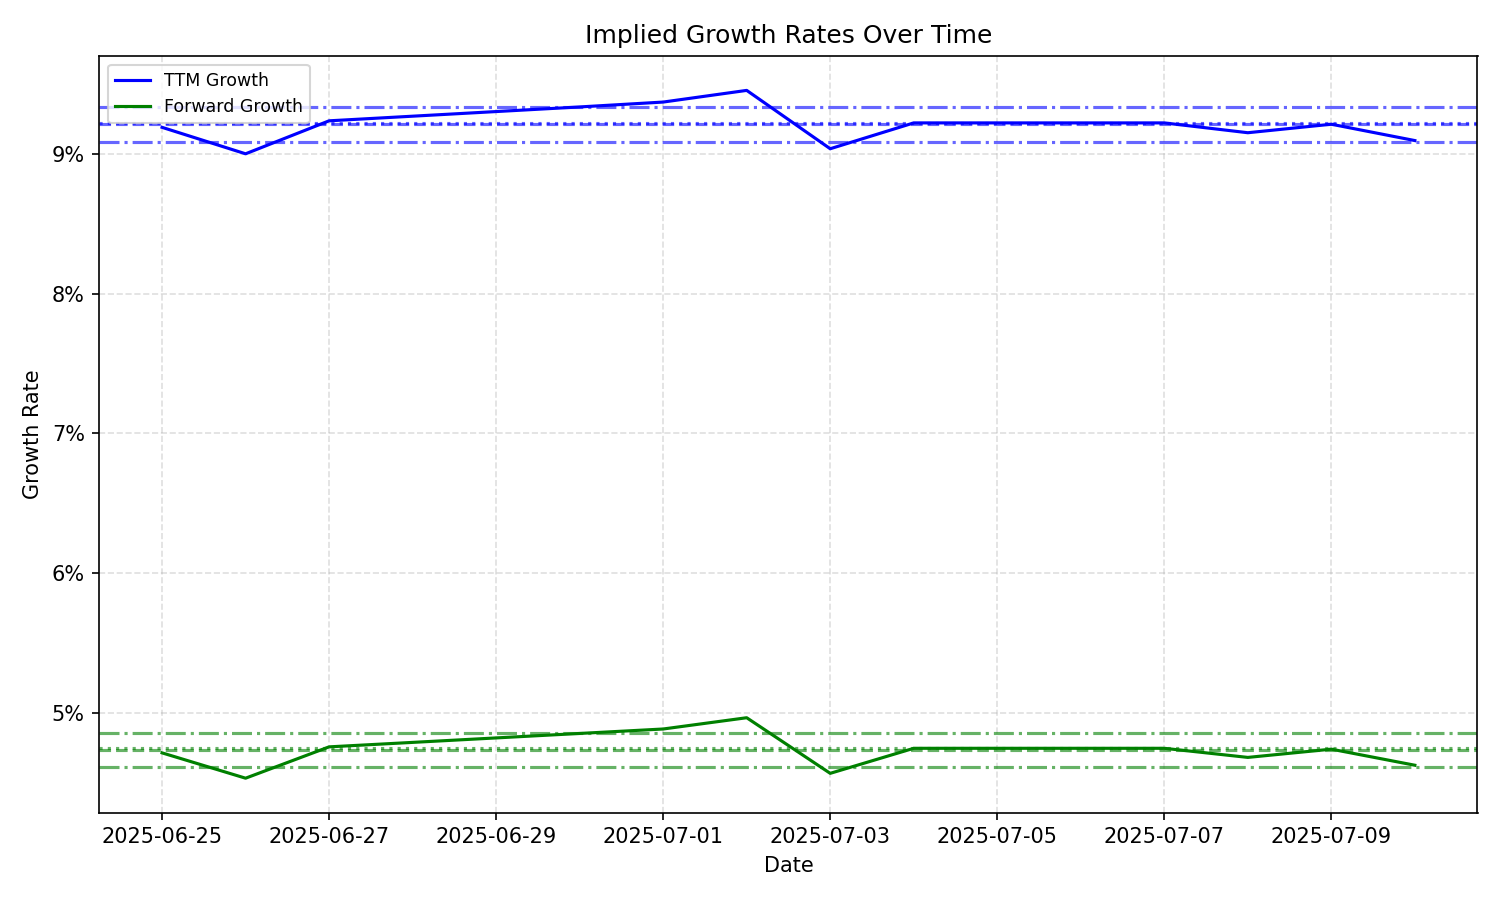 Implied Growth Rates Over Time
TTM Growth
Forward Growth
9%
8%
7%
6%
5%
Growth Rate
2025-06-25
2025-06-27
2025-06-29
2025-07-01
2025-07-03
2025-07-05
2025-07-07
2025-07-09
Date